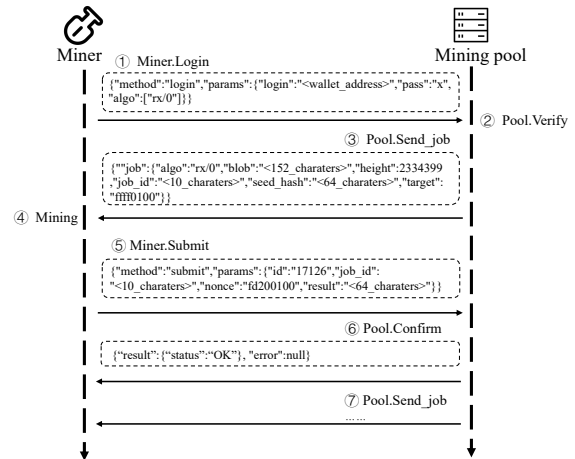 Miner
Mining pool
① Miner.Login
{"method":"login","params":{"login":"<wallet_address>","pass":"x",
"algo":["rx/0"]}}
② Pool.Verify
③ Pool.Send_job
{""job":{"algo":"rx/0","blob":"<152_charaters>","height":2334399
,"job_id":"<10_charaters>","seed_hash":"<64_charaters>","target":
"ffff0100"}}
④ Mining
⑤ Miner.Submit
{"method":"submit","params":{"id":"17126","job_id":
"<10_charaters>","nonce":"fd200100","result":"<64_charaters>"}}
⑥ Pool.Confirm
{“result”:{“status”:“OK”}, "error":null}
⑦ Pool.Send_job
……